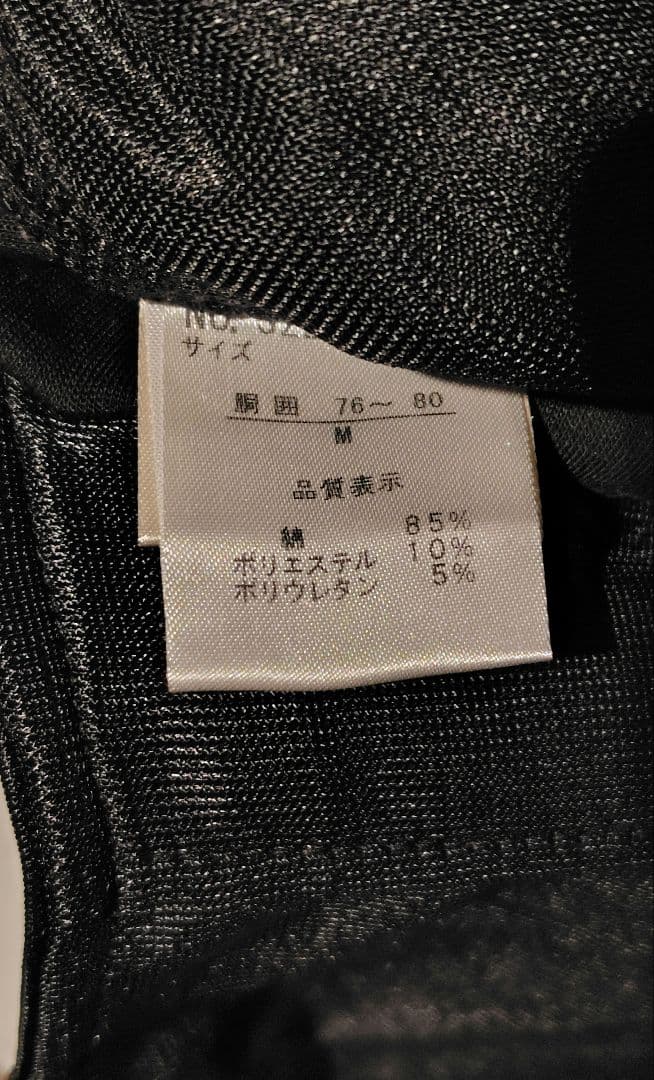 NO.
サイズ
胴囲 76〜 80
M
品質表示
綿 85%
ポリエステル 10%
ポリウレタン 5%